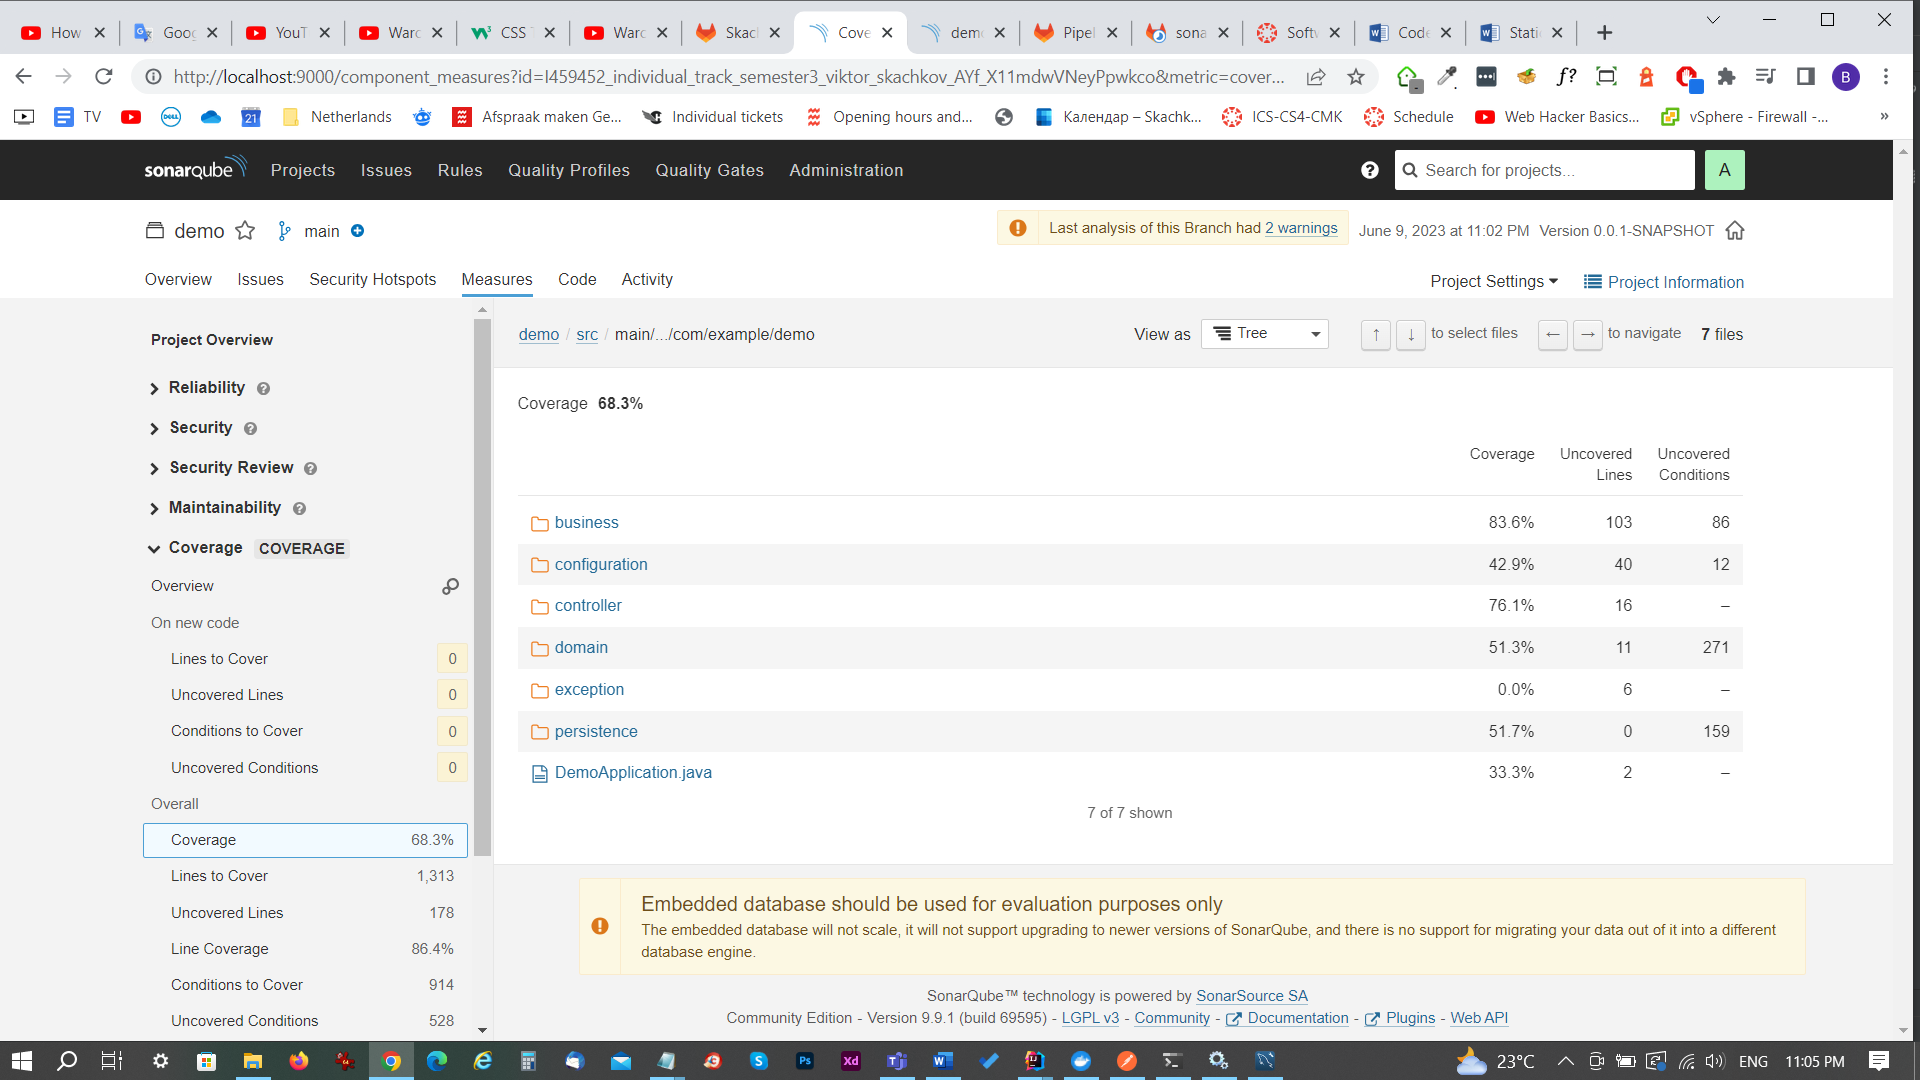 How
Goog
YouT
Warc
CSS T
Warc
Skac
Cove
dem
Pipel
sona
Softw
Code
Stati
http://localhost:9000/component_measures?id=I459452_individual_track_semester3_viktor_skachkov_AYf_X11mdwVNeyPpwkco&metric=cover...
f?
B
TV
DELL
21
Netherlands
Afspraak maken Ge...
Individual tickets
Opening hours and...
Календар – Skachk...
ICS-CS4-CMK
Schedule
Web Hacker Basics...
vSphere - Firewall -...
»
sonarqube
Projects
Issues
Rules
Quality Profiles
Quality Gates
Administration
Search for projects...
A
demo
main
Last analysis of this Branch had 2 warnings
June 9, 2023 at 11:02 PM
Version 0.0.1-SNAPSHOT
Overview
Issues
Security Hotspots
Measures
Code
Activity
Project Settings
Project Information
Project Overview
Reliability
Security
Security Review
Maintainability
Coverage COVERAGE
Overview
On new code
Lines to Cover 0
Uncovered Lines 0
Conditions to Cover 0
Uncovered Conditions 0
Overall
Coverage 68.3%
Lines to Cover 1,313
Uncovered Lines 178
Line Coverage 86.4%
Conditions to Cover 914
Uncovered Conditions 528
demo / src / main/.../com/example/demo
View as
Tree
↑ ↓ to select files
← → to navigate
7 files
Coverage 68.3%
Coverage
Uncovered Lines
Uncovered Conditions
business 83.6% 103 86
configuration 42.9% 40 12
controller 76.1% 16 –
domain 51.3% 11 271
exception 0.0% 6 –
persistence 51.7% 0 159
DemoApplication.java 33.3% 2 –
7 of 7 shown
Embedded database should be used for evaluation purposes only
The embedded database will not scale, it will not support upgrading to newer versions of SonarQube, and there is no support for migrating your data out of it into a different
database engine.
SonarQube™ technology is powered by SonarSource SA
Community Edition - Version 9.9.1 (build 69595) - LGPL v3 - Community - Documentation - Plugins - Web API
Ps
Xd
23°C
ENG
11:05 PM